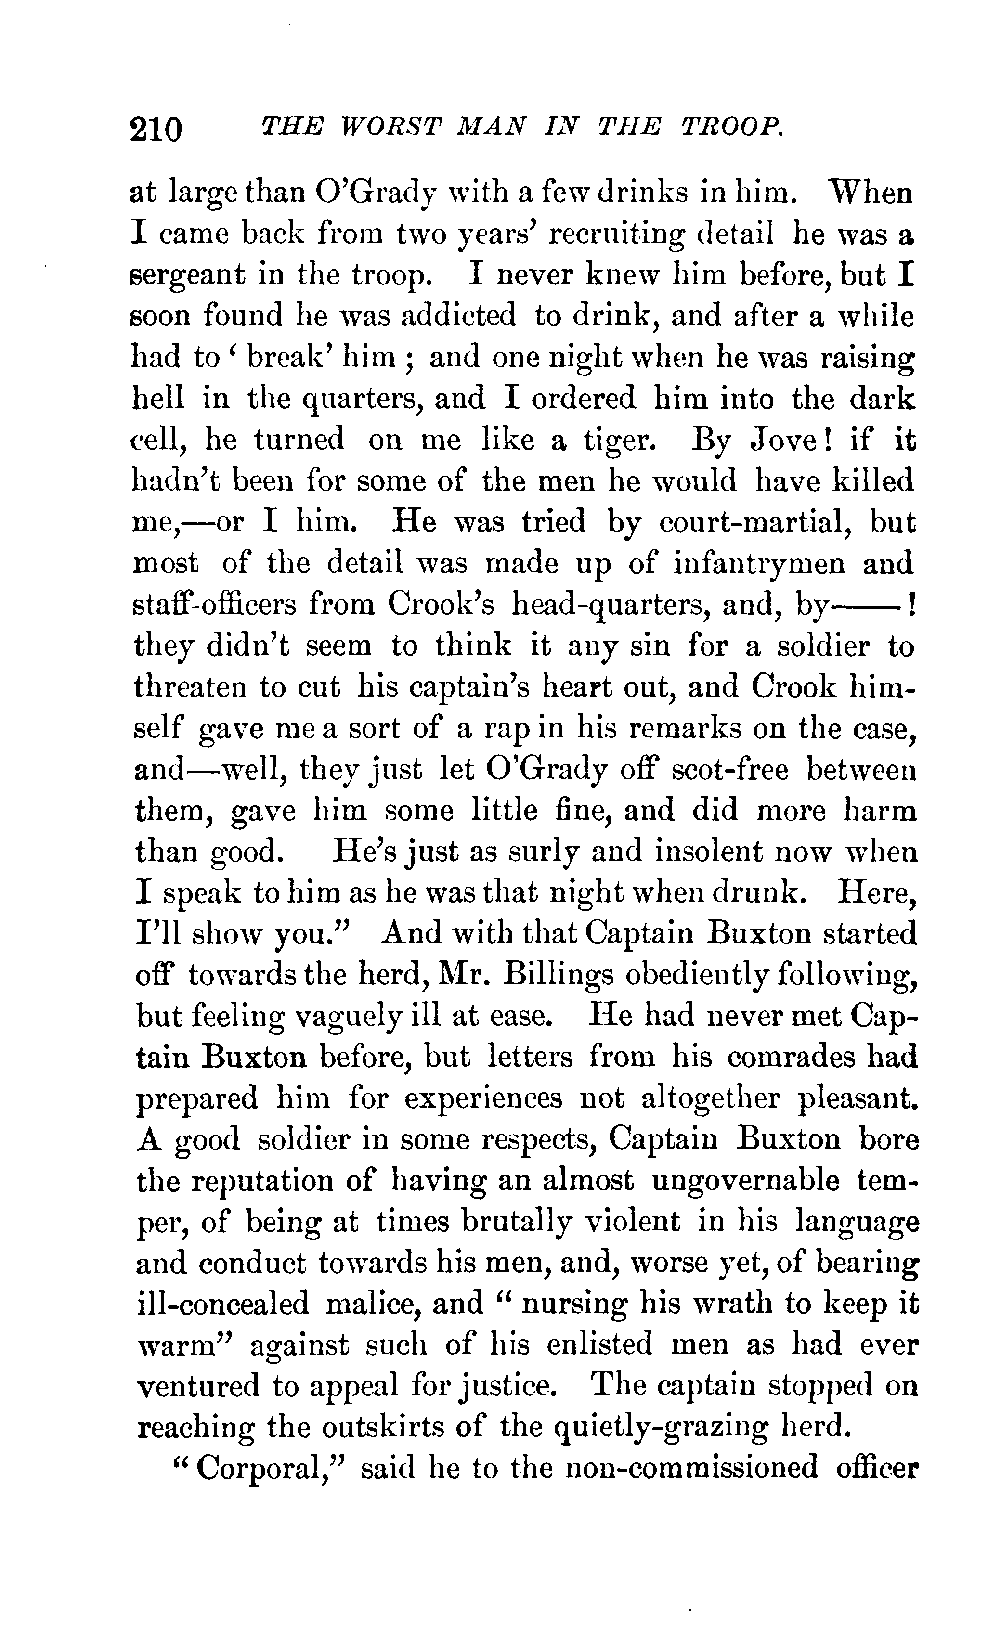 210 THE WORST MAN IN THE TROOP.
at large than O'Grady with a few drinks in him. When
I came back from two years' recruiting detail he was a
sergeant in the troop. I never knew him before, but I
soon found he was addicted to drink, and after a while
had to ‘break’ him; and one night when he was raising
hell in the quarters, and I ordered him into the dark
cell, he turned on me like a tiger. By Jove! if it
hadn't been for some of the men he would have killed
me,—or I him. He was tried by court-martial, but
most of the detail was made up of infantrymen and
staff-officers from Crook's head-quarters, and, by——!
they didn't seem to think it any sin for a soldier to
threaten to cut his captain's heart out, and Crook him-
self gave me a sort of a rap in his remarks on the case,
and—well, they just let O'Grady off scot-free between
them, gave him some little fine, and did more harm
than good. He's just as surly and insolent now when
I speak to him as he was that night when drunk. Here,
I'll show you.” And with that Captain Buxton started
off towards the herd, Mr. Billings obediently following,
but feeling vaguely ill at ease. He had never met Cap-
tain Buxton before, but letters from his comrades had
prepared him for experiences not altogether pleasant.
A good soldier in some respects, Captain Buxton bore
the reputation of having an almost ungovernable tem-
per, of being at times brutally violent in his language
and conduct towards his men, and, worse yet, of bearing
ill-concealed malice, and “nursing his wrath to keep it
warm” against such of his enlisted men as had ever
ventured to appeal for justice. The captain stopped on
reaching the outskirts of the quietly-grazing herd.
“Corporal,” said he to the non-commissioned officer